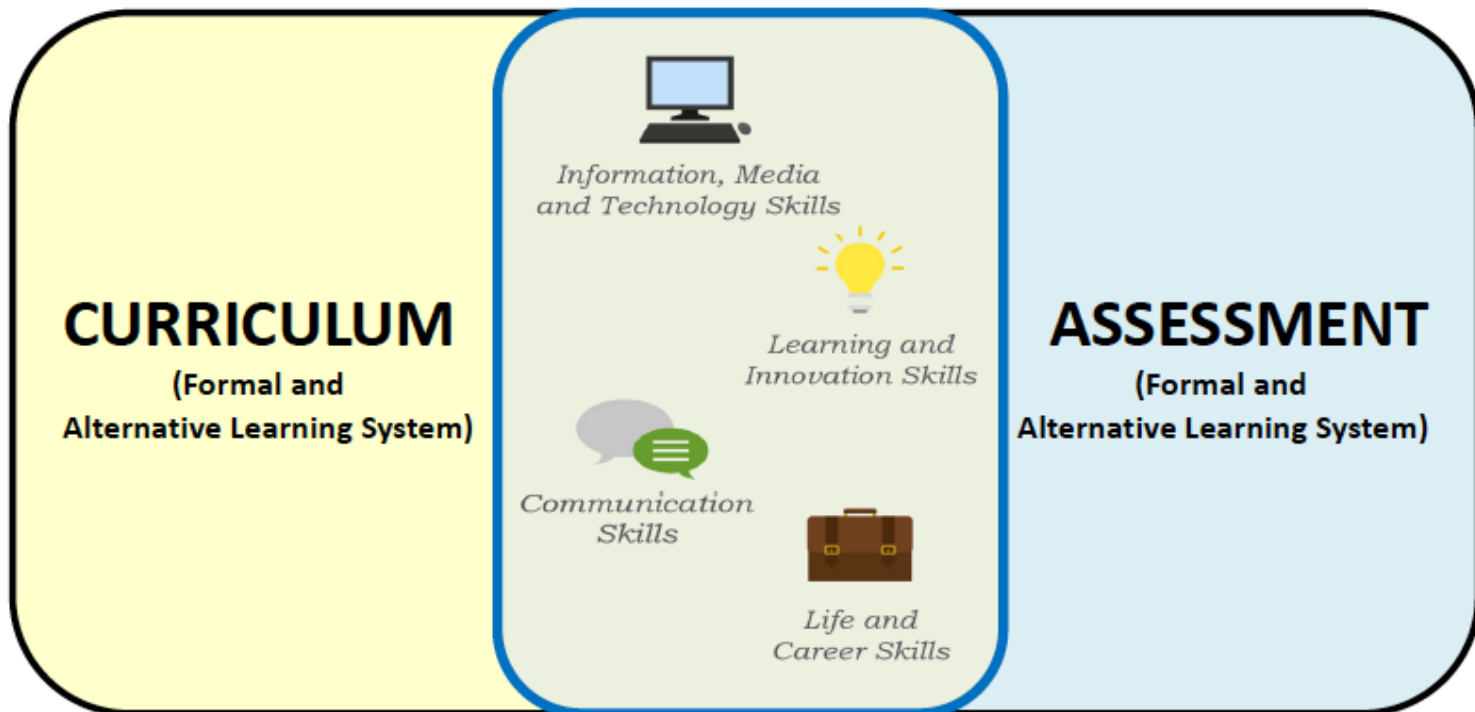 CURRICULUM
(Formal and
Alternative Learning System)
Information, Media
and Technology Skills
Learning and
Innovation Skills
Communication
Skills
Life and
Career Skills
ASSESSMENT
(Formal and
Alternative Learning System)